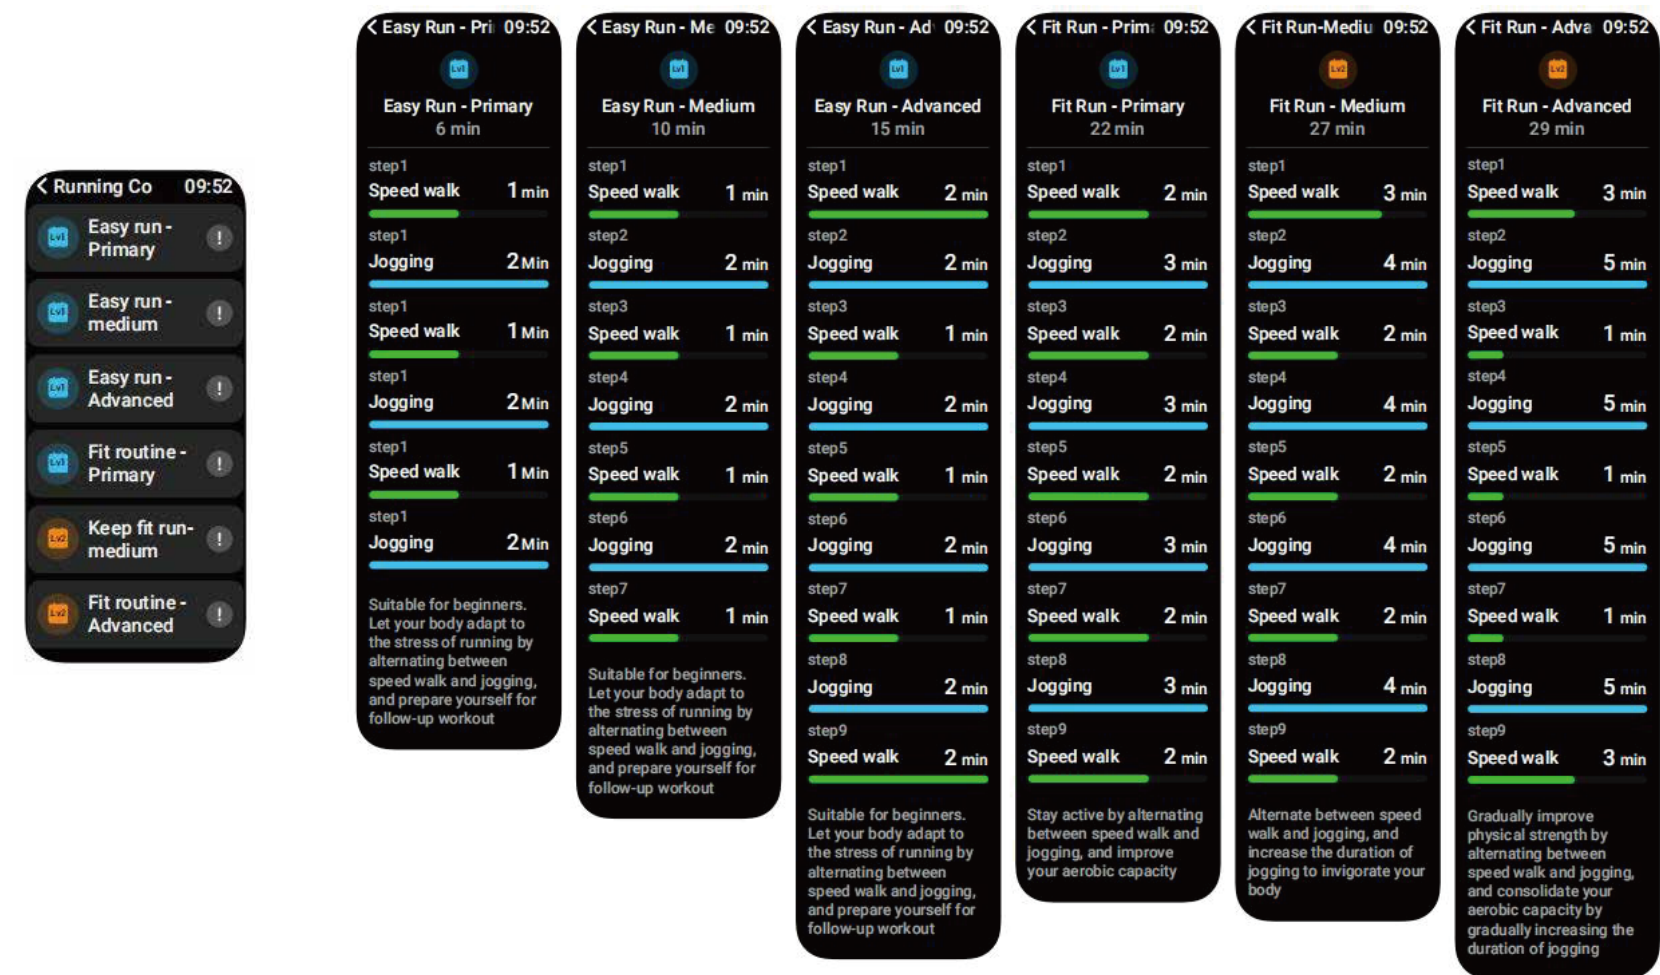 Running Co 09:52
Lv1
Easy run -
Primary
!
Lv1
Easy run -
medium
!
Lv1
Easy run -
Advanced
!
Lv1
Fit routine -
Primary
!
Lv2
Keep fit run-
medium
!
Lv2
Fit routine -
Advanced
!
Easy Run - Pri 09:52
Lv1
Easy Run - Primary
6 min
step1
Speed walk 1 min
step1
Jogging 2 Min
step1
Speed walk 1 Min
step1
Jogging 2 Min
step1
Speed walk 1 Min
step1
Jogging 2 Min
Suitable for beginners.
Let your body adapt to
the stress of running by
alternating between
speed walk and jogging,
and prepare yourself for
follow-up workout
Easy Run - Me 09:52
Lv1
Easy Run - Medium
10 min
step1
Speed walk 1 min
step2
Jogging 2 min
step3
Speed walk 1 min
step4
Jogging 2 min
step5
Speed walk 1 min
step6
Jogging 2 min
step7
Speed walk 1 min
Suitable for beginners.
Let your body adapt to
the stress of running by
alternating between
speed walk and jogging,
and prepare yourself for
follow-up workout
Easy Run - Ad 09:52
Lv1
Easy Run - Advanced
15 min
step1
Speed walk 2 min
step2
Jogging 2 min
step3
Speed walk 1 min
step4
Jogging 2 min
step5
Speed walk 1 min
step6
Jogging 2 min
step7
Speed walk 1 min
step8
Jogging 2 min
step9
Speed walk 2 min
Suitable for beginners.
Let your body adapt to
the stress of running by
alternating between
speed walk and jogging,
and prepare yourself for
follow-up workout
Fit Run - Prima 09:52
Lv1
Fit Run - Primary
22 min
step1
Speed walk 2 min
step2
Jogging 3 min
step3
Speed walk 2 min
step4
Jogging 3 min
step5
Speed walk 2 min
step6
Jogging 3 min
step7
Speed walk 2 min
step8
Jogging 3 min
step9
Speed walk 2 min
Stay active by alternating
between speed walk and
jogging, and improve
your aerobic capacity
Fit Run-Mediu 09:52
Lv2
Fit Run - Medium
27 min
step1
Speed walk 3 min
step2
Jogging 4 min
step3
Speed walk 2 min
step4
Jogging 4 min
step5
Speed walk 2 min
step6
Jogging 4 min
step7
Speed walk 2 min
step8
Jogging 4 min
step9
Speed walk 2 min
Alternate between speed
walk and jogging, and
increase the duration of
jogging to invigorate your
body
Fit Run - Adva 09:52
Lv2
Fit Run - Advanced
29 min
step1
Speed walk 3 min
step2
Jogging 5 min
step3
Speed walk 1 min
step4
Jogging 5 min
step5
Speed walk 1 min
step6
Jogging 5 min
step7
Speed walk 1 min
step8
Jogging 5 min
step9
Speed walk 3 min
Gradually improve
physical strength by
alternating between
speed walk and jogging,
and consolidate your
aerobic capacity by
gradually increasing the
duration of jogging